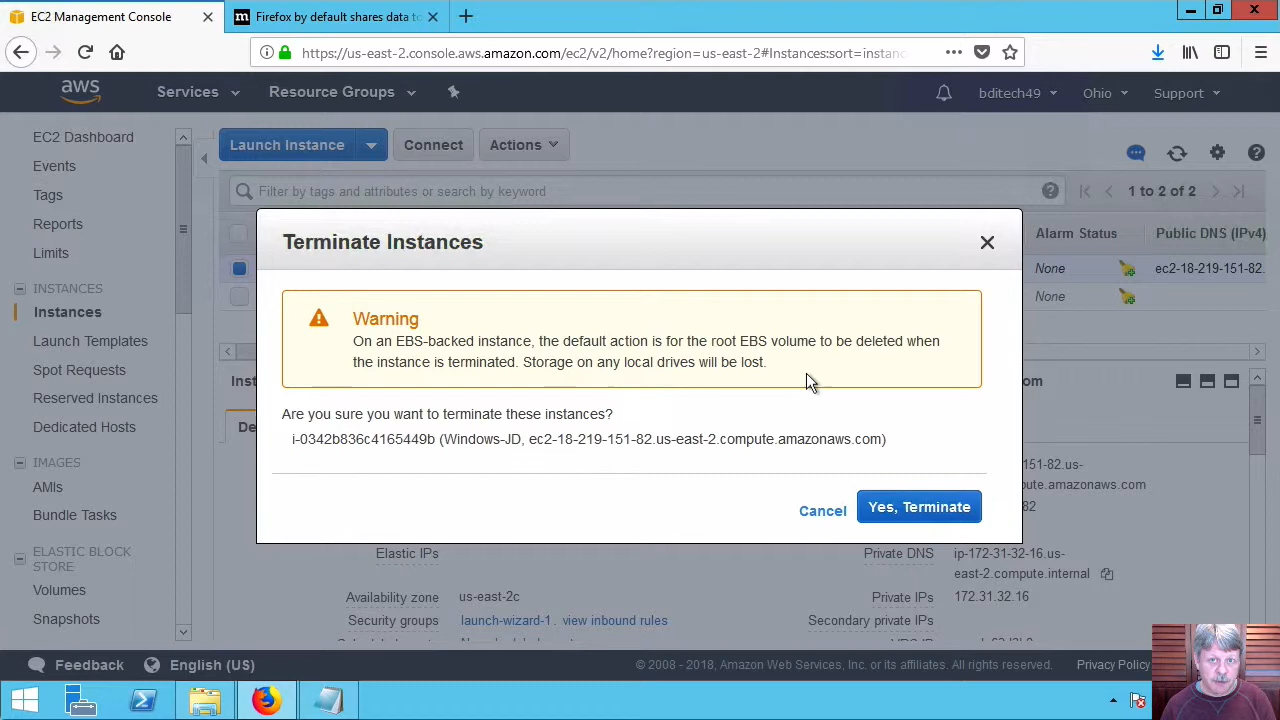 EC2 Management Console
Firefox by default shares data to
https://us-east-2.console.aws.amazon.com/ec2/v2/home?region=us-east-2#Instances:sort=instanc
aws
Services
Resource Groups
bditech49
Ohio
Support
EC2 Dashboard
Events
Tags
Reports
Limits
INSTANCES
Instances
Launch Templates
Spot Requests
Reserved Instances
Dedicated Hosts
IMAGES
AMIs
Bundle Tasks
ELASTIC BLOCK
STORE
Volumes
Snapshots
Launch Instance
Connect
Actions
Filter by tags and attributes or search by keyword
1 to 2 of 2
Alarm Status
Public DNS (IPv4)
None
ec2-18-219-151-82.
None
Terminate Instances
Warning
On an EBS-backed instance, the default action is for the root EBS volume to be deleted when
the instance is terminated. Storage on any local drives will be lost.
Are you sure you want to terminate these instances?
i-0342b836c4165449b (Windows-JD, ec2-18-219-151-82.us-east-2.compute.amazonaws.com)
Cancel
Yes, Terminate
Elastic IPs
Availability zone
us-east-2c
Security groups
launch-wizard-1. view inbound rules
Private DNS
ip-172-31-32-16.us-
east-2.compute.internal
Private IPs
172.31.32.16
Secondary private IPs
Feedback
English (US)
© 2008 - 2018, Amazon Web Services, Inc. or its affiliates. All rights reserved.
Privacy Policy